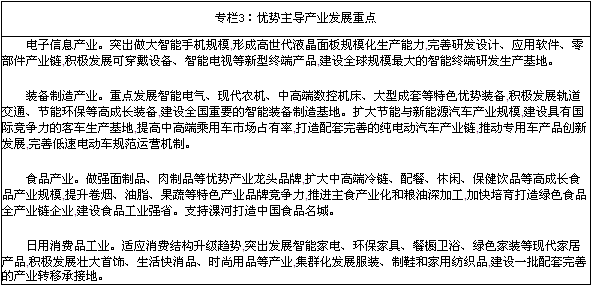 专栏3：优势主导产业发展重点
电子信息产业。突出做大智能手机规模,形成高世代液晶面板规模化生产能力,完善研发设计、应用软件、零
部件产业链,积极发展可穿戴设备、智能电视等新型终端产品,建设全球规模最大的智能终端研发生产基地。
装备制造产业。重点发展智能电气、现代农机、中高端数控机床、大型成套等特色优势装备,积极发展轨道
交通、节能环保等高成长装备,建设全国重要的智能装备制造基地。扩大节能与新能源汽车产业规模,建设具有国
际竞争力的客车生产基地,提高中高端乘用车市场占有率,打造配套完善的纯电动汽车产业链,推动专用车产品创新
发展,完善低速电动车规范运营机制。
食品产业。做强面制品、肉制品等优势产业龙头品牌,扩大中高端冷链、配餐、休闲、保健饮品等高成长食
品产业规模,提升卷烟、油脂、果蔬等特色产业品牌竞争力,推进主食产业化和粮油深加工,加快培育打造绿色食品
全产业链企业,建设食品工业强省。支持漯河打造中国食品名城。
日用消费品工业。适应消费结构升级趋势,突出发展智能家电、环保家具、餐橱卫浴、绿色家装等现代家居
产品,积极发展壮大首饰、生活快消品、时尚用品等产业,集群化发展服装、制鞋和家用纺织品,建设一批配套完善
的产业转移承接地。